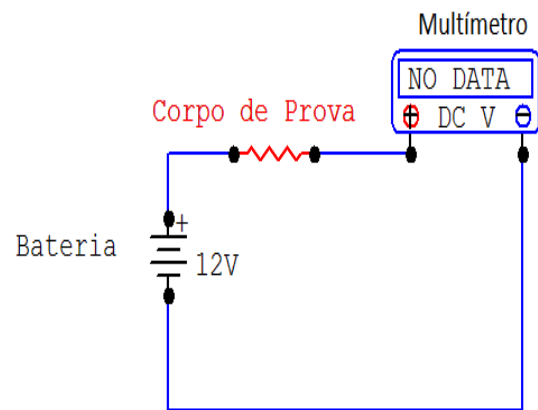 Multímetro
NO DATA
DC V
Corpo de Prova
+
Bateria
12V